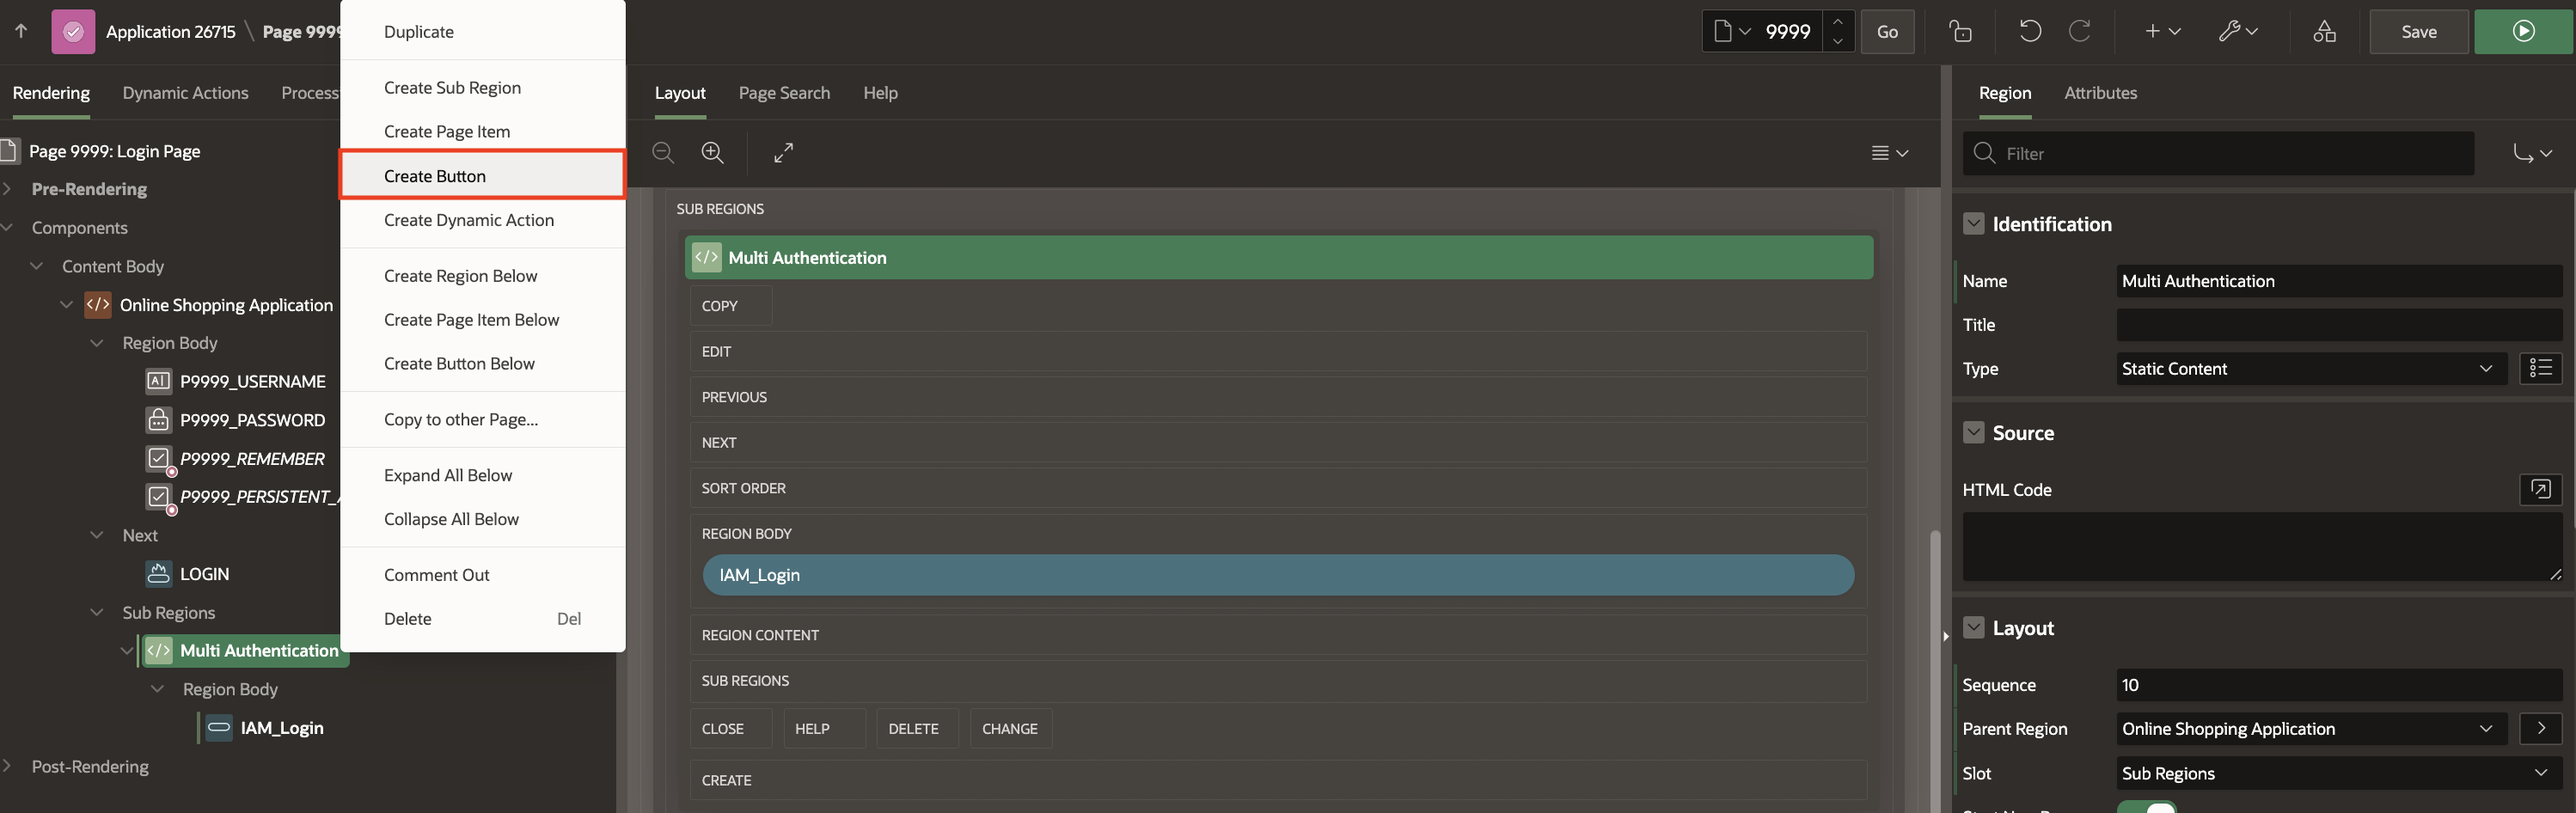 Application 26715 \ Page 9999
9999
Go
Save
Rendering
Dynamic Actions
Process
Page 9999: Login Page
Pre-Rendering
Components
Content Body
Online Shopping Application
Region Body
P9999_USERNAME
P9999_PASSWORD
P9999_REMEMBER
P9999_PERSISTENT_
Next
LOGIN
Sub Regions
Multi Authentication
Region Body
IAM_Login
Post-Rendering
Duplicate
Create Sub Region
Create Page Item
Create Button
Create Dynamic Action
Create Region Below
Create Page Item Below
Create Button Below
Copy to other Page...
Expand All Below
Collapse All Below
Comment Out
Delete Del
Layout
Page Search
Help
SUB REGIONS
Multi Authentication
COPY
EDIT
PREVIOUS
NEXT
SORT ORDER
REGION BODY
IAM_Login
REGION CONTENT
SUB REGIONS
CLOSE
HELP
DELETE
CHANGE
CREATE
Region
Attributes
Filter
Identification
Name Multi Authentication
Title
Type Static Content
Source
HTML Code
Layout
Sequence 10
Parent Region Online Shopping Application
Slot Sub Regions